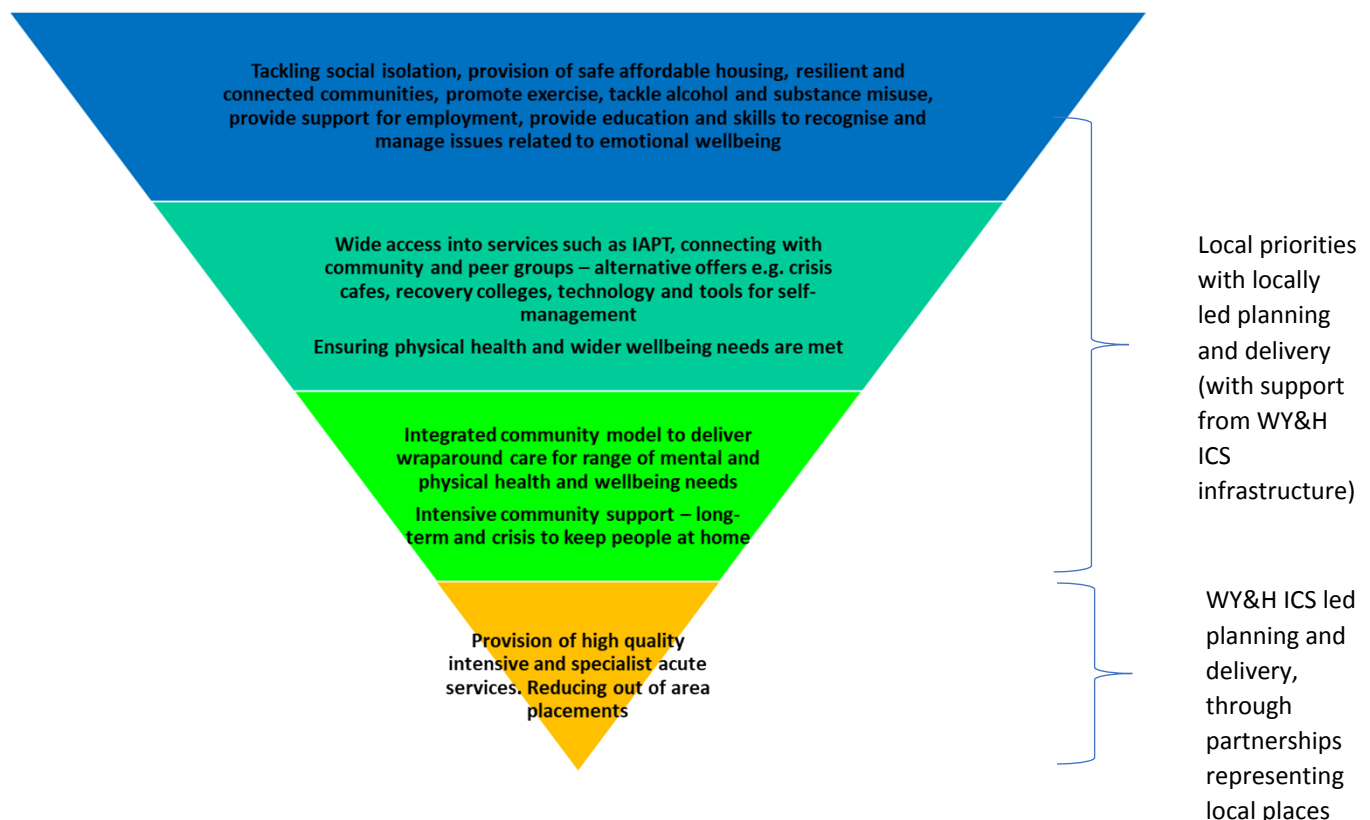 Tackling social isolation, provision of safe affordable housing, resilient and
connected communities, promote exercise, tackle alcohol and substance misuse,
provide support for employment, provide education and skills to recognise and
manage issues related to emotional wellbeing
Wide access into services such as IAPT, connecting with
community and peer groups – alternative offers e.g. crisis
cafes, recovery colleges, technology and tools for self-
management
Ensuring physical health and wider wellbeing needs are met
Integrated community model to deliver
wraparound care for range of mental and
physical health and wellbeing needs
Intensive community support – long-
term and crisis to keep people at home
Provision of high quality
intensive and specialist acute
services. Reducing out of area
placements
Local priorities
with locally
led planning
and delivery
(with support
from WY&H
ICS
infrastructure)
WY&H ICS led
planning and
delivery,
through
partnerships
representing
local places